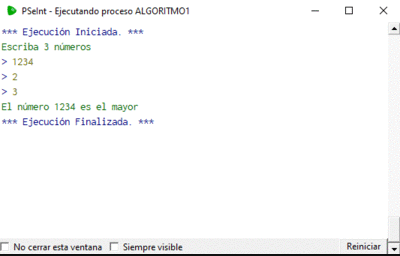 PSeInt - Ejecutando proceso ALGORITMO1
*** Ejecución Iniciada. ***
Escriba 3 números
> 1234
> 2
> 3
El número 1234 es el mayor
*** Ejecución Finalizada. ***
No cerrar esta ventana Siempre visible Reiniciar